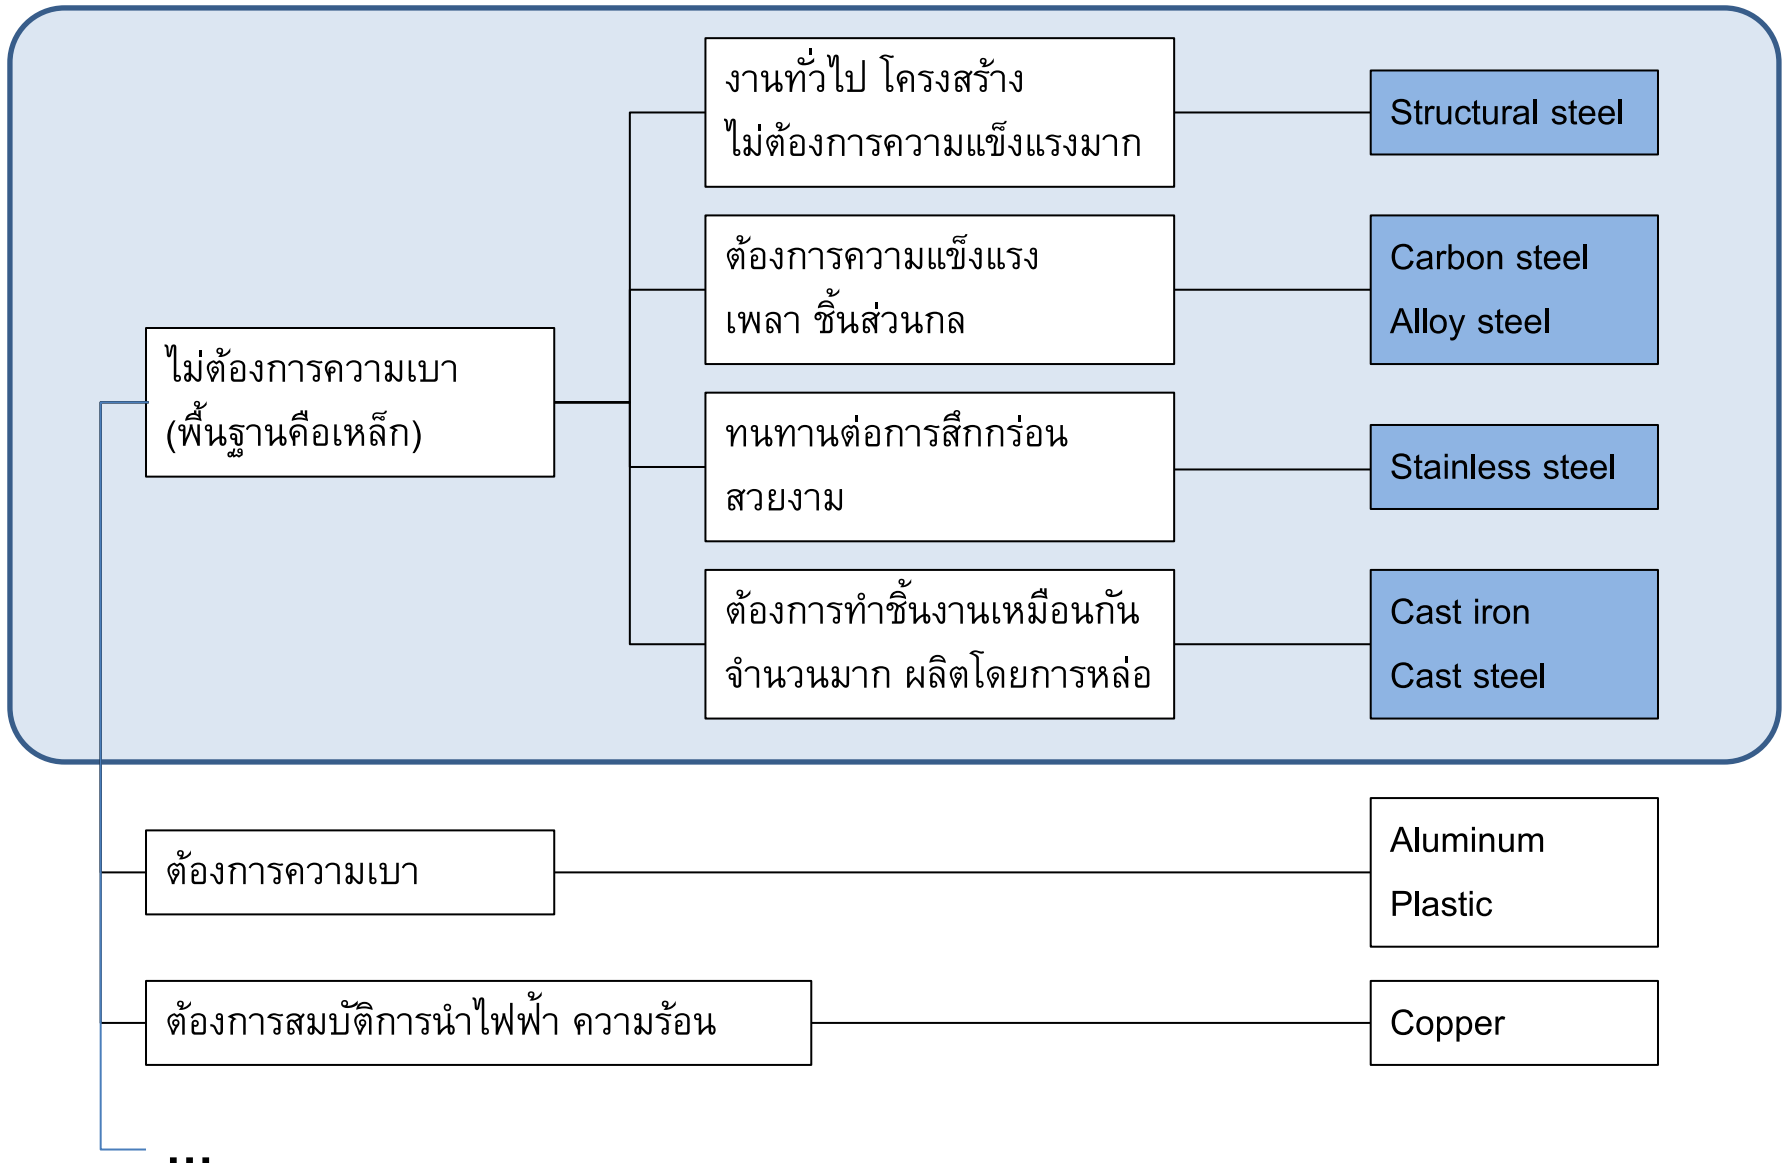 งานทั่วไป โครงสร้าง
ไม่ต้องการความแข็งแรงมาก
Structural steel
ต้องการความแข็งแรง
เพลา ชิ้นส่วนกล
Carbon steel
Alloy steel
ไม่ต้องการความเบา
(พื้นฐานคือเหล็ก)
ทนทานต่อการสึกกร่อน
สวยงาม
Stainless steel
ต้องการทำชิ้นงานเหมือนกัน
จำนวนมาก ผลิตโดยการหล่อ
Cast iron
Cast steel
ต้องการความเบา
Aluminum
Plastic
ต้องการสมบัติการนำไฟฟ้า ความร้อน
Copper
...